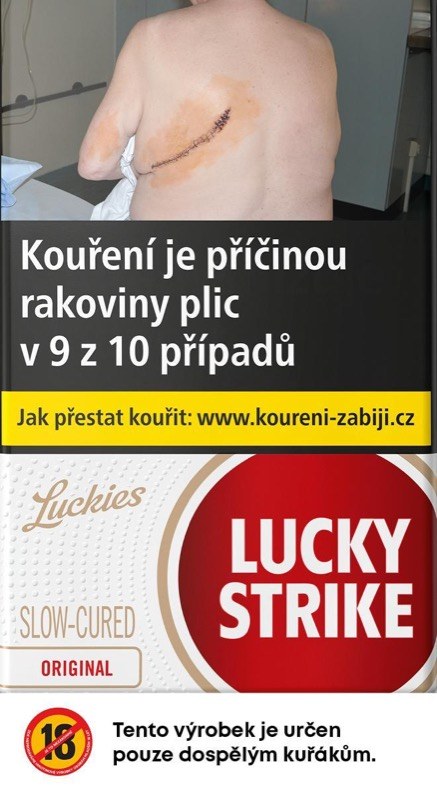 Kouření je příčinou
rakoviny plic
v 9 z 10 případů
Jak přestat kouřit: www.koureni-zabiji.cz
Luckies
LUCKY
STRIKE
SLOW-CURED
ORIGINAL
18
Tento výrobek je určen
pouze dospělým kuřákům.